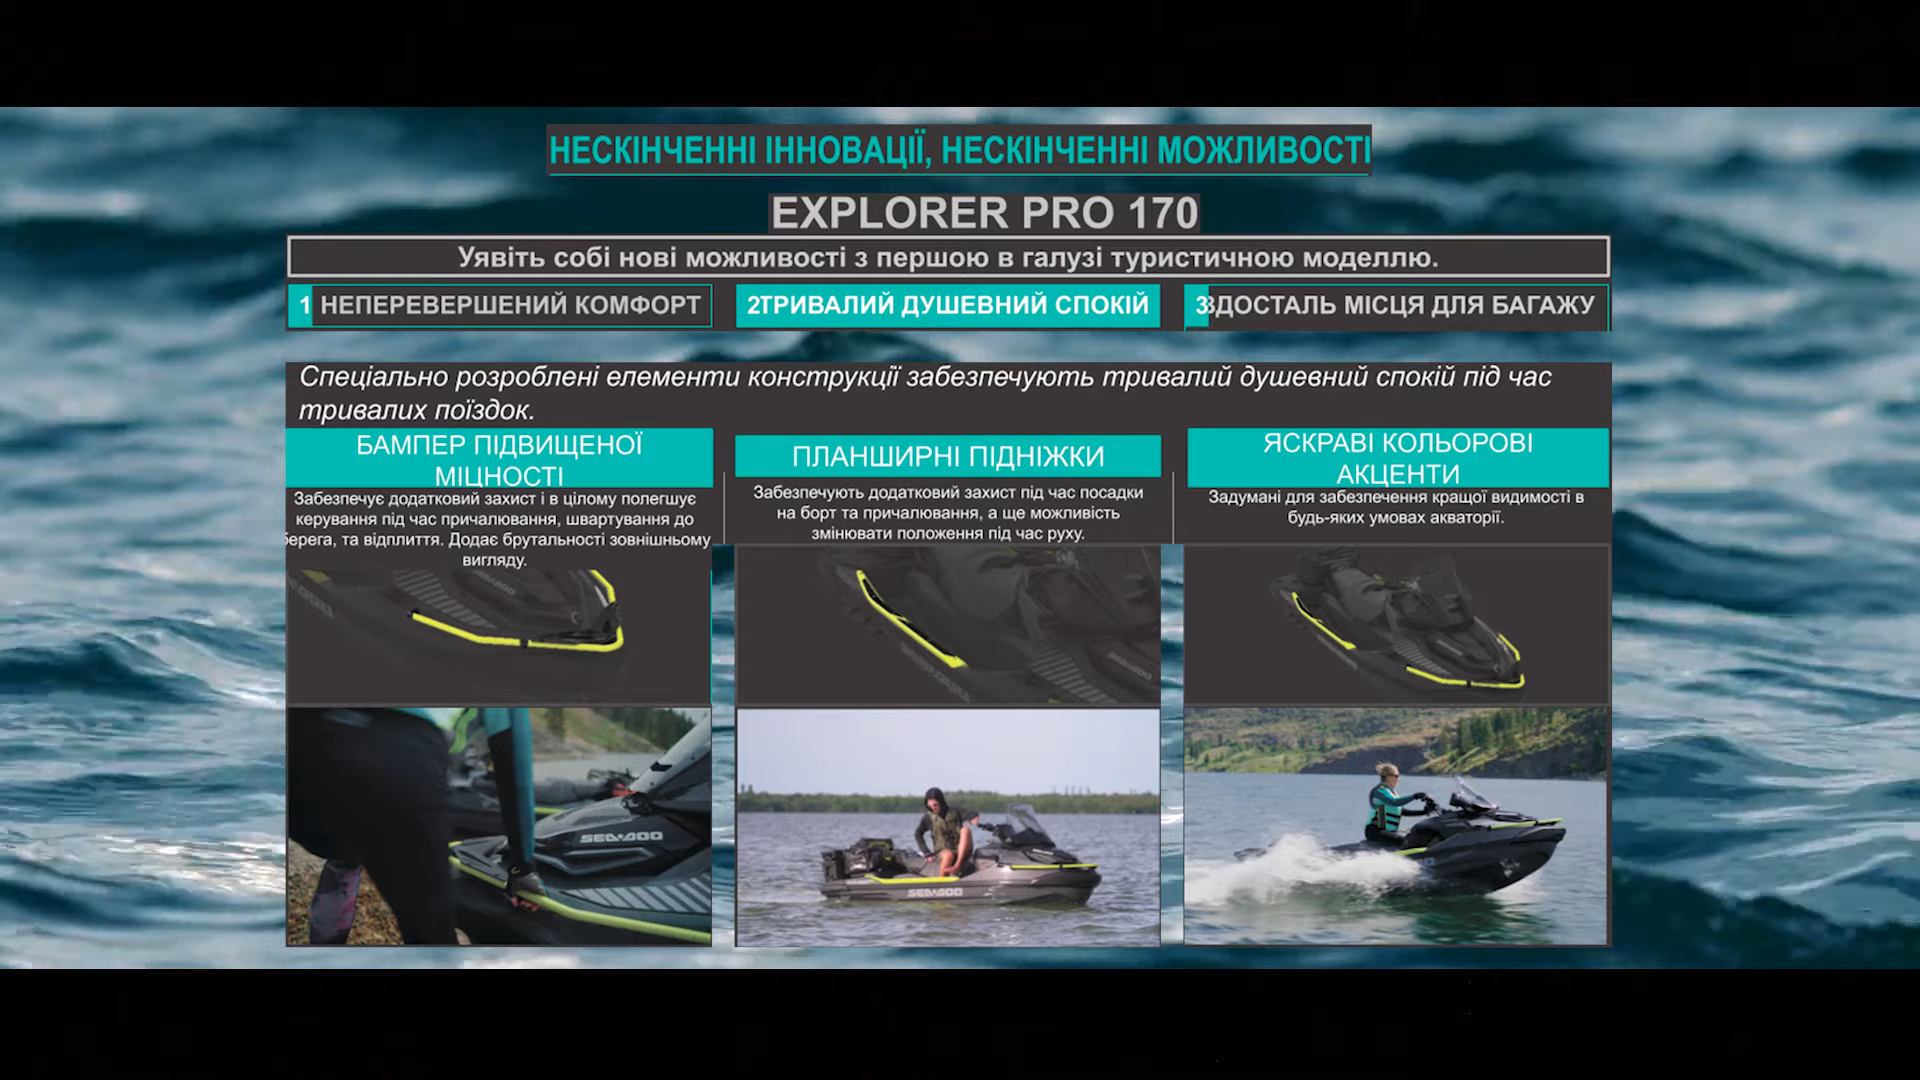 НЕСКІНЧЕННІ ІННОВАЦІЇ, НЕСКІНЧЕННІ МОЖЛИВОСТІ
EXPLORER PRO 170
Уявіть собі нові можливості з першою в галузі туристичною моделлю.
1 НЕПЕРЕВЕРШЕНИЙ КОМФОРТ
2ТРИВАЛИЙ ДУШЕВНИЙ СПОКІЙ
3ВДОСТАЛЬ МІСЦЯ ДЛЯ БАГАЖУ
Спеціально розроблені елементи конструкції забезпечують тривалий душевний спокій під час
тривалих поїздок.
БАМПЕР ПІДВИЩЕНОЇ
МІЦНОСТІ
Забезпечує додатковий захист і в цілому полегшує
керування під час причалювання, швартування до
берега, та відплиття. Додає брутальності зовнішньому
вигляду.
ПЛАНШИРНІ ПІДНІЖКИ
Забезпечують додатковий захист під час посадки
на борт та причалювання, а ще можливість
змінювати положення під час руху.
ЯСКРАВІ КОЛЬОРОВІ
АКЦЕНТИ
Задумані для забезпечення кращої видимості в
будь-яких умовах акваторії.
SEA-DOO
SEA-DOO